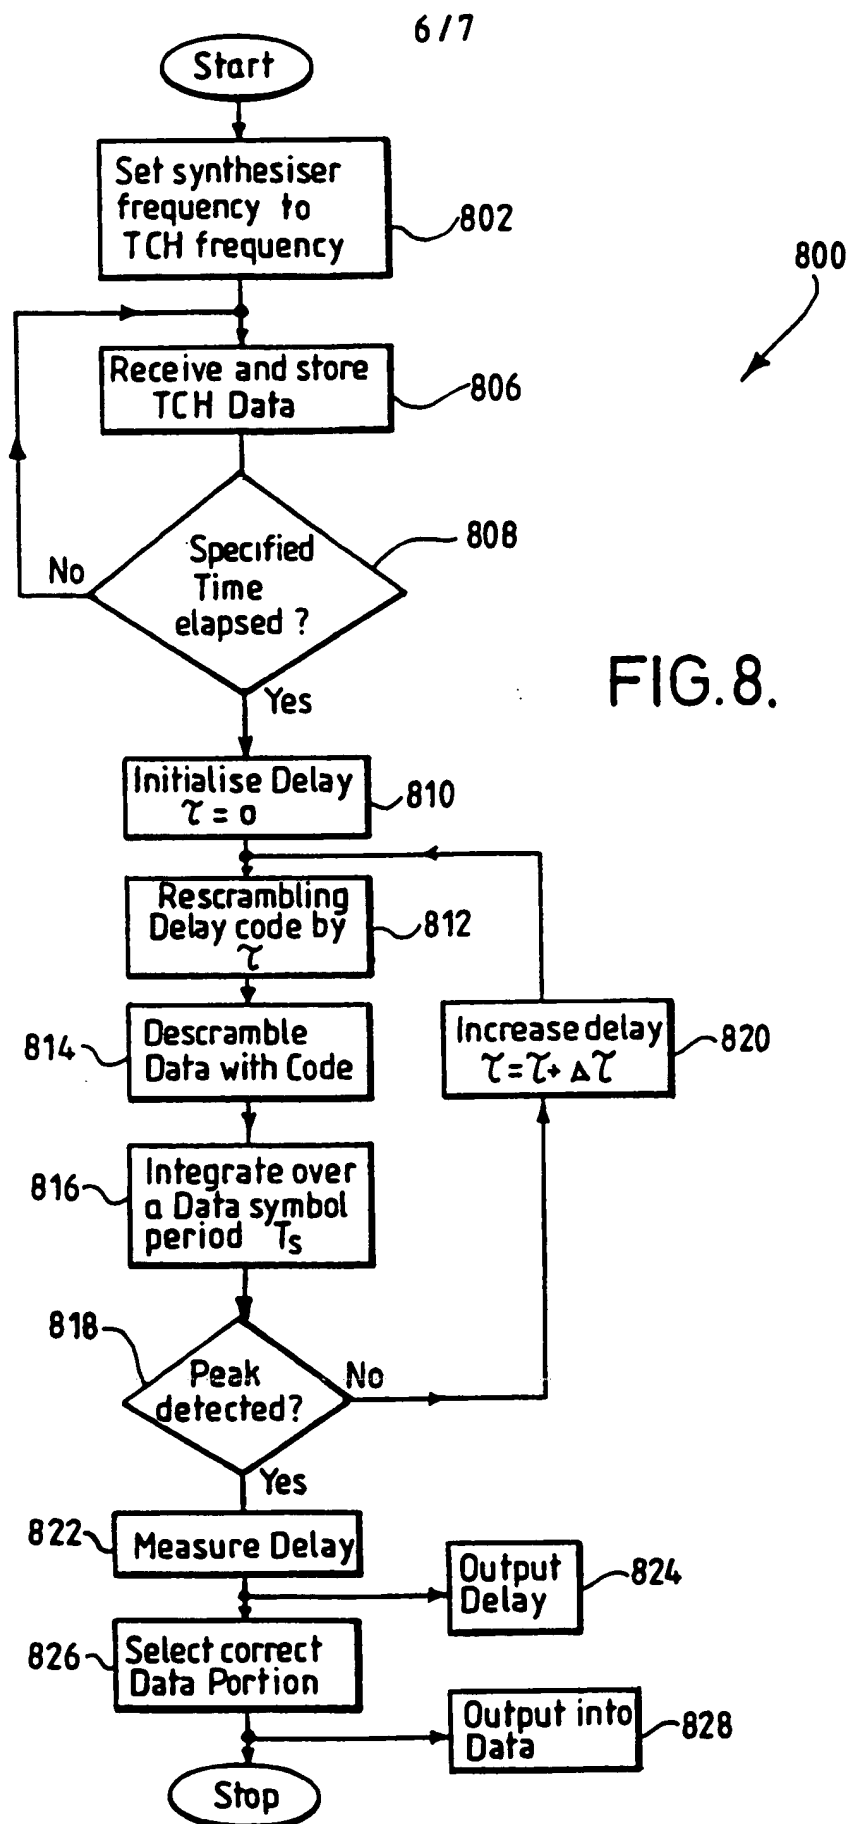 6/7
Start
Set synthesiser
frequency to
TCH frequency
802
800
Receive and store
TCH Data
806
Specified
Time
elapsed ?
808
No
Yes
FIG.8.
Initialise Delay
τ = o
810
Rescrambling
Delay code by
τ
812
814
Descramble
Data with Code
Increase delay
τ=τ+ Δτ
820
816
Integrate over
a Data symbol
period Ts
818
Peak
detected?
No
Yes
822
Measure Delay
Output
Delay
824
826
Select correct
Data Portion
Output into
Data
828
Stop